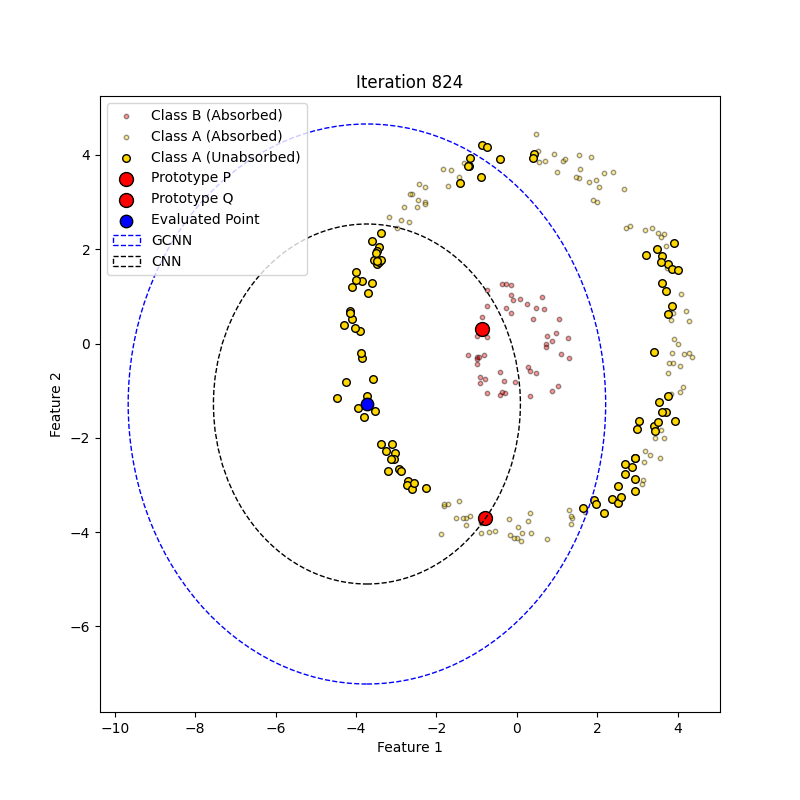 Iteration 824
Class B (Absorbed)
Class A (Absorbed)
Class A (Unabsorbed)
Prototype P
Prototype Q
Evaluated Point
GCNN
CNN
4
2
0
−2
−4
−6
Feature 2
−10
−8
−6
−4
−2
0
2
4
Feature 1